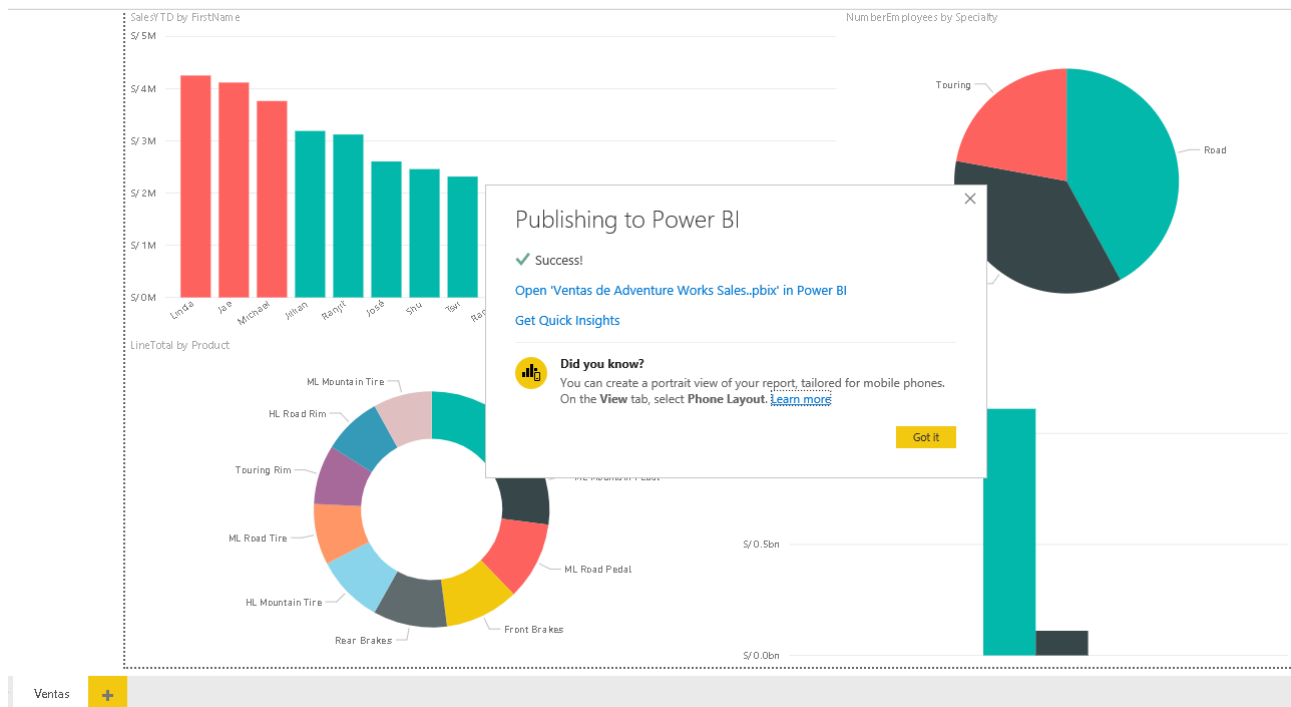 SalesYTD by FirstName
S/5M
S/4M
S/3M
S/2M
S/1M
S/0M
Linda
Jae
Michael
Jillian
Ranjit
José
Shu
Tsvi
NumberEmployees by Specialty
Touring
Road
Publishing to Power BI
Success!
Open 'Ventas de Adventure Works Sales..pbix' in Power BI
Get Quick Insights
Did you know?
You can create a portrait view of your report, tailored for mobile phones.
On the View tab, select Phone Layout. Learn more
Got it
LineTotal by Product
ML Mountain Tire
HL Road Rim
Touring Rim
ML Road Tire
HL Mountain Tire
Rear Brakes
Front Brakes
ML Road Pedal
ML Mountain Pedal
S/0.5bn
S/0.0bn
Ventas
+